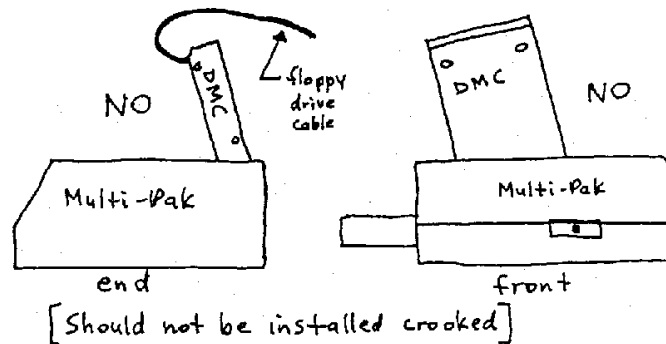 NO
DMC
floppy
drive
cable
Multi-Pak
end
DMC
NO
Multi-Pak
front
[Should not be installed crooked]